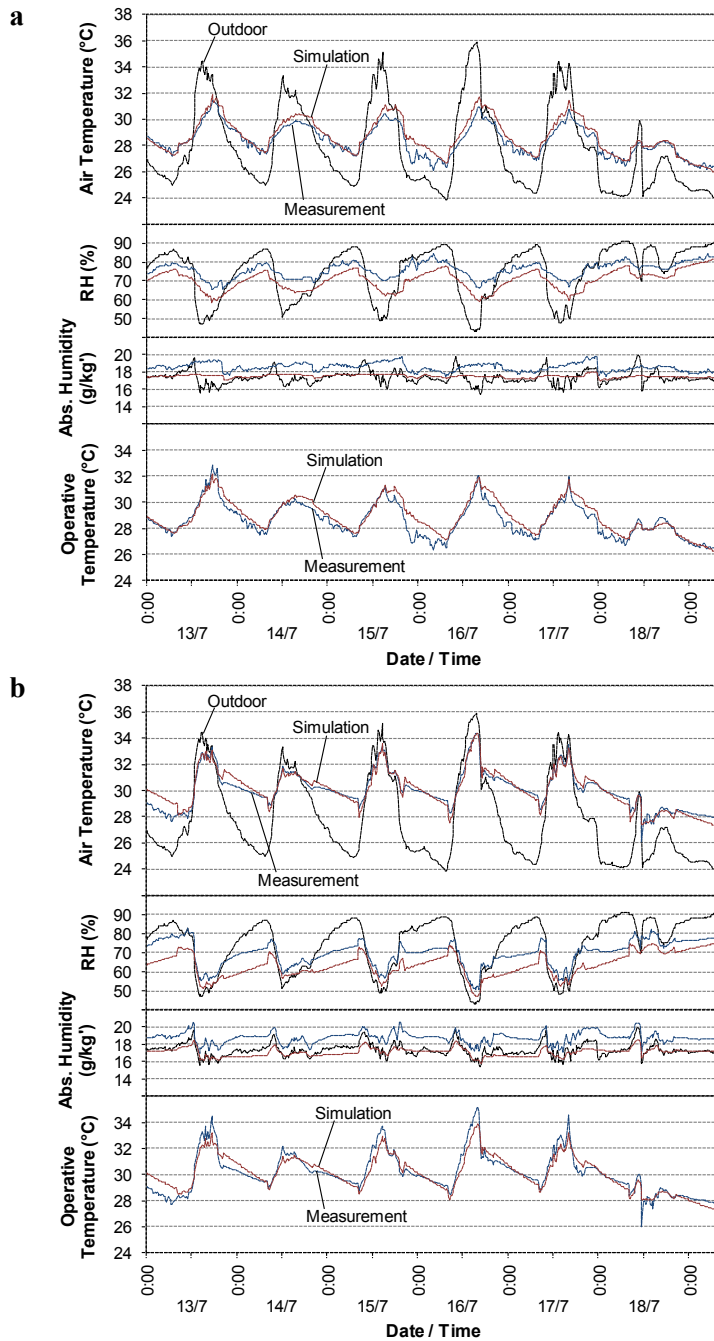 a
Air Temperature (°C)
38
36
34
32
30
28
26
24
Outdoor
Simulation
Measurement
RH (%)
90
80
70
60
50
Abs. Humidity
(g/kg')
20
18
16
14
Operative
Temperature (°C)
34
32
30
28
26
24
Simulation
Measurement
0:00
0:00
0:00
0:00
0:00
0:00
0:00
13/7
14/7
15/7
16/7
17/7
18/7
Date / Time
b
Air Temperature (°C)
38
36
34
32
30
28
26
24
Outdoor
Simulation
Measurement
RH (%)
90
80
70
60
50
Abs. Humidity
(g/kg')
20
18
16
14
Operative
Temperature (°C)
34
32
30
28
26
24
Simulation
Measurement
0:00
0:00
0:00
0:00
0:00
0:00
0:00
13/7
14/7
15/7
16/7
17/7
18/7
Date / Time